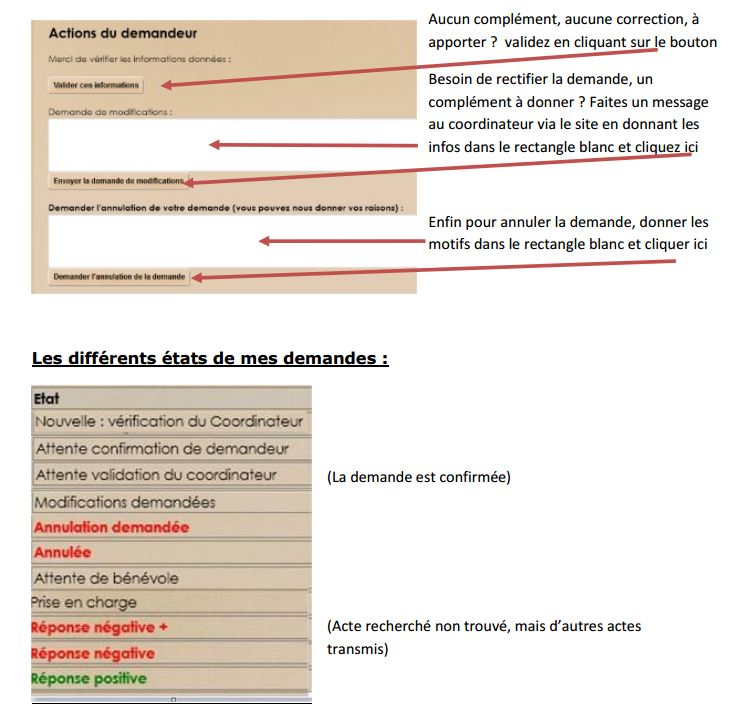 Actions du demandeur
Merci de vérifier les informations données :
Valider ces informations
Demande de modifications :
Envoyer la demande de modifications
Demander l'annulation de votre demande (vous pouvez nous donner vos raisons) :
Demander l'annulation de la demande
Aucun complément, aucune correction, à
apporter ? validez en cliquant sur le bouton
Besoin de rectifier la demande, un
complément à donner ? Faites un message
au coordinateur via le site en donnant les
infos dans le rectangle blanc et cliquez ici
Enfin pour annuler la demande, donner les
motifs dans le rectangle blanc et cliquer ici
Les différents états de mes demandes :
Etat
Nouvelle : vérification du Coordinateur
Attente confirmation de demandeur
Attente validation du coordinateur
(La demande est confirmée)
Modifications demandées
Annulation demandée
Annulée
Attente de bénévole
Prise en charge
Réponse négative +
(Acte recherché non trouvé, mais d'autres actes
transmis)
Réponse négative
Réponse positive